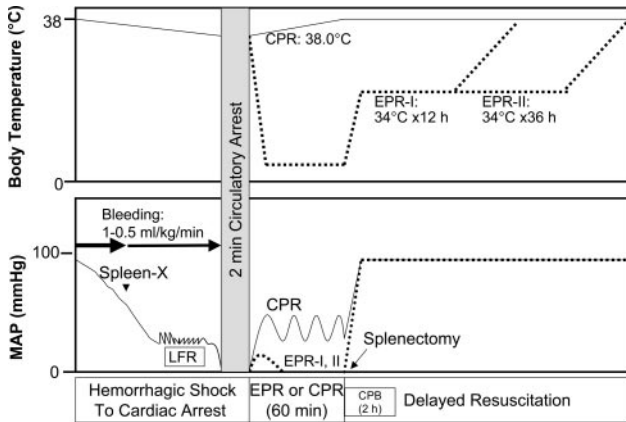 Body Temperature (°C)
38
0
CPR: 38.0°C
EPR-I:
34°C x12 h
EPR-II:
34°C x36 h
2 min Circulatory Arrest
MAP (mmHg)
100
0
Bleeding:
1-0.5 ml/kg/min
Spleen-X
LFR
CPR
EPR-I, II
Splenectomy
Hemorrhagic Shock
To Cardiac Arrest
EPR or CPR
(60 min)
CPB
(2 h)
Delayed Resuscitation